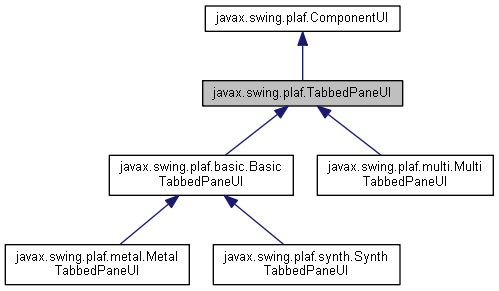 javax.swing.plaf.ComponentUI
javax.swing.plaf.TabbedPaneUI
javax.swing.plaf.basic.Basic
TabbedPaneUI
javax.swing.plaf.multi.Multi
TabbedPaneUI
javax.swing.plaf.metal.Metal
TabbedPaneUI
javax.swing.plaf.synth.Synth
TabbedPaneUI